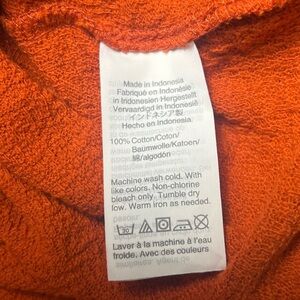 Made in Indonesia
Fabriqué en Indonésie
in Indonesien Hergestellt
Vervaardigd in Indonesië
インドネシア製
Hecho en Indonesia
100% Cotton/Coton/
Baumwolle/Katoen/
綿/algodón
Machine wash cold. With
like colors. Non-chlorine
bleach only. Tumble dry
low. Warm iron as needed.
Laver à la machine à l'eau
froide. Avec des Couleurs